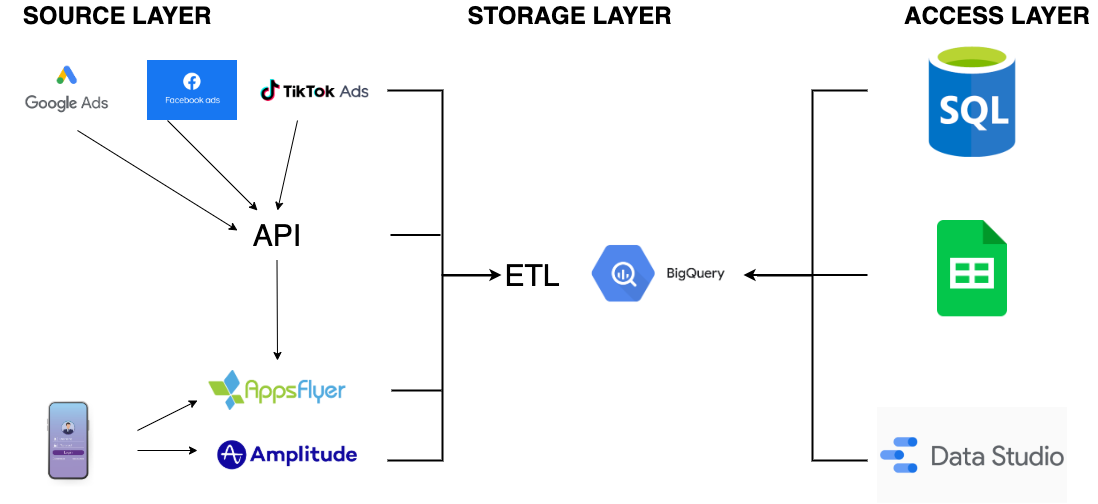 SOURCE LAYER
STORAGE LAYER
ACCESS LAYER
Google Ads
Facebook ads
TikTok Ads
SQL
API
ETL
BigQuery
AppsFlyer
Amplitude
Login
Data Studio